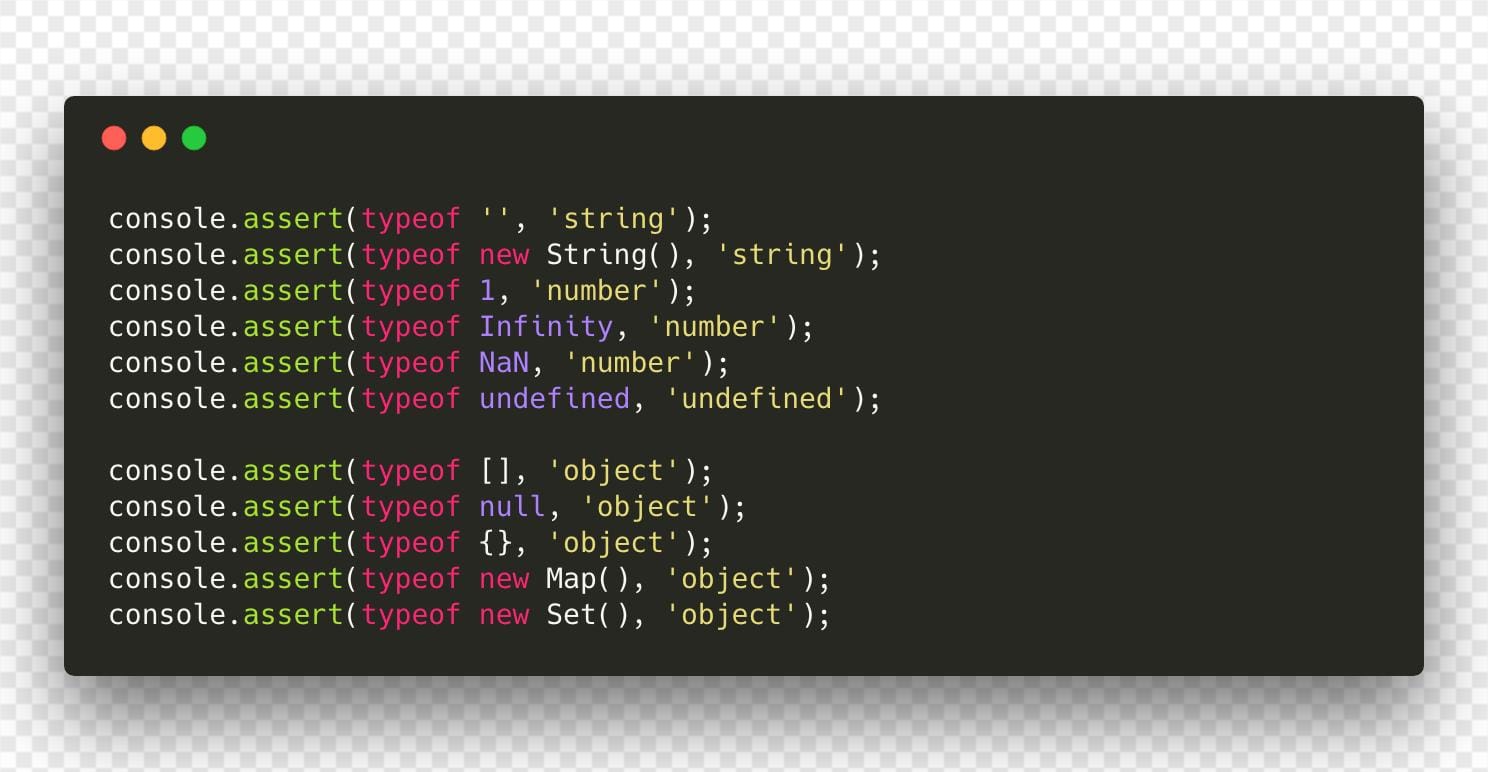 console.assert(typeof '', 'string');
console.assert(typeof new String(), 'string');
console.assert(typeof 1, 'number');
console.assert(typeof Infinity, 'number');
console.assert(typeof NaN, 'number');
console.assert(typeof undefined, 'undefined');
console.assert(typeof [], 'object');
console.assert(typeof null, 'object');
console.assert(typeof {}, 'object');
console.assert(typeof new Map(), 'object');
console.assert(typeof new Set(), 'object');